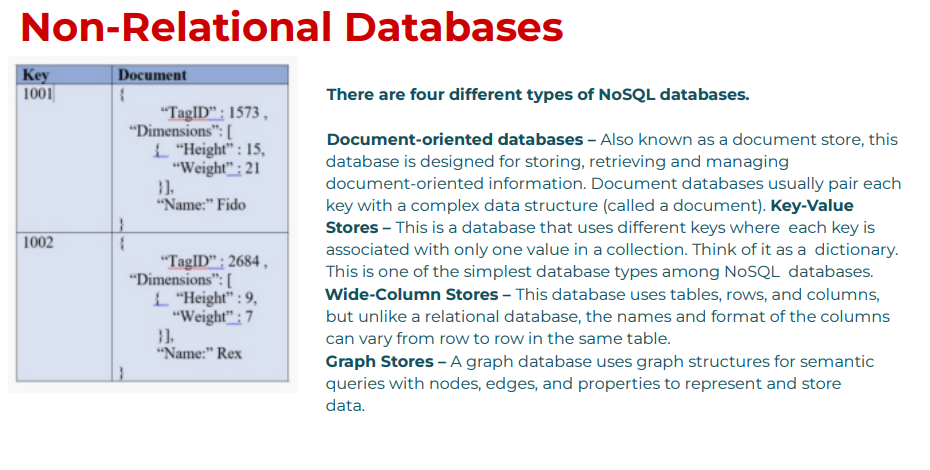 Non-Relational Databases
Key Document
1001 {
"TagID" : 1573 ,
"Dimensions": [
{ "Height" : 15,
"Weight" : 21
}],
"Name:" Fido
}
1002 {
"TagID" : 2684 ,
"Dimensions": [
{ "Height" : 9,
"Weight" : 7
}],
"Name:" Rex
}
There are four different types of NoSQL databases.
Document-oriented databases – Also known as a document store, this
database is designed for storing, retrieving and managing
document-oriented information. Document databases usually pair each
key with a complex data structure (called a document). Key-Value
Stores – This is a database that uses different keys where each key is
associated with only one value in a collection. Think of it as a dictionary.
This is one of the simplest database types among NoSQL databases.
Wide-Column Stores – This database uses tables, rows, and columns,
but unlike a relational database, the names and format of the columns
can vary from row to row in the same table.
Graph Stores – A graph database uses graph structures for semantic
queries with nodes, edges, and properties to represent and store
data.